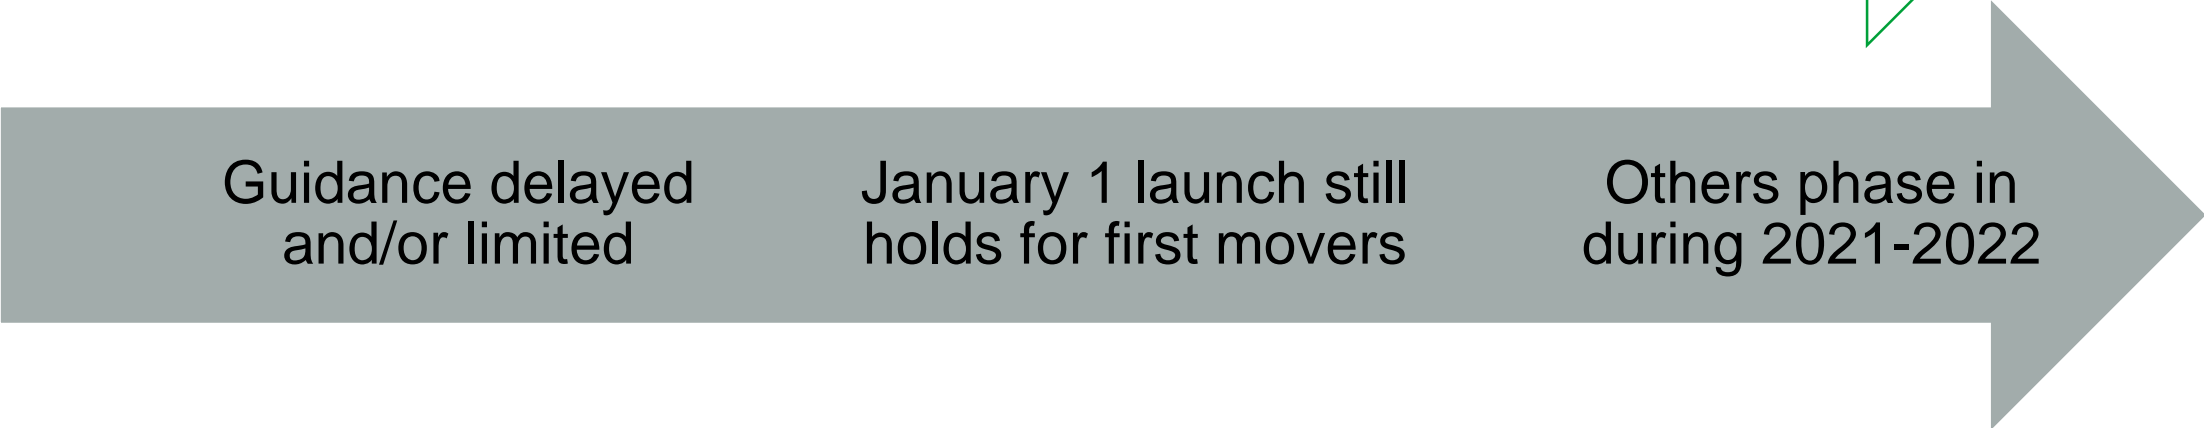 Guidance delayed
and/or limited
January 1 launch still
holds for first movers
Others phase in
during 2021-2022